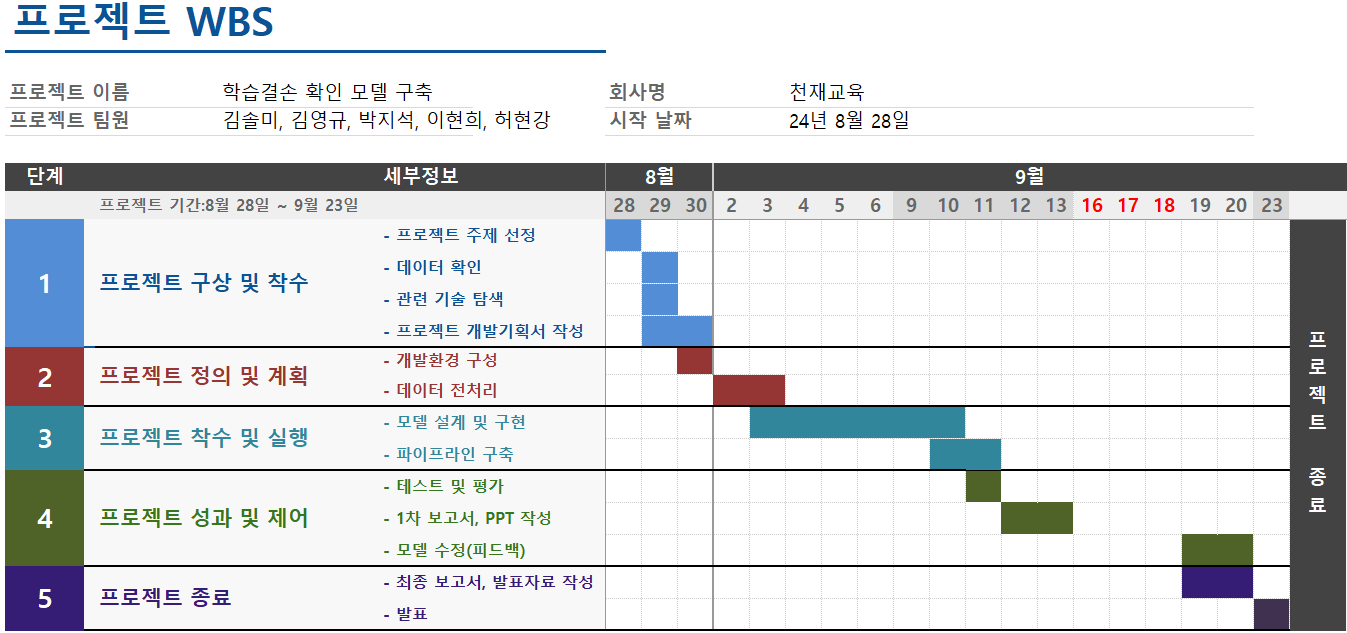 프로젝트 WBS
프로젝트 이름 학습결손 확인 모델 구축 회사명 천재교육
프로젝트 팀원 김솔미, 김영규, 박지석, 이현희, 허현강 시작 날짜 24년 8월 28일
단계 세부정보 8월 9월
프로젝트 기간:8월 28일 ~ 9월 23일 28 29 30 2 3 4 5 6 9 10 11 12 13 16 17 18 19 20 23
1 프로젝트 구상 및 착수
- 프로젝트 주제 선정
- 데이터 확인
- 관련 기술 탐색
- 프로젝트 개발기획서 작성
2 프로젝트 정의 및 계획
- 개발환경 구성
- 데이터 전처리
3 프로젝트 착수 및 실행
- 모델 설계 및 구현
- 파이프라인 구축
4 프로젝트 성과 및 제어
- 테스트 및 평가
- 1차 보고서, PPT 작성
- 모델 수정(피드백)
5 프로젝트 종료
- 최종 보고서, 발표자료 작성
- 발표
프로젝트 종료